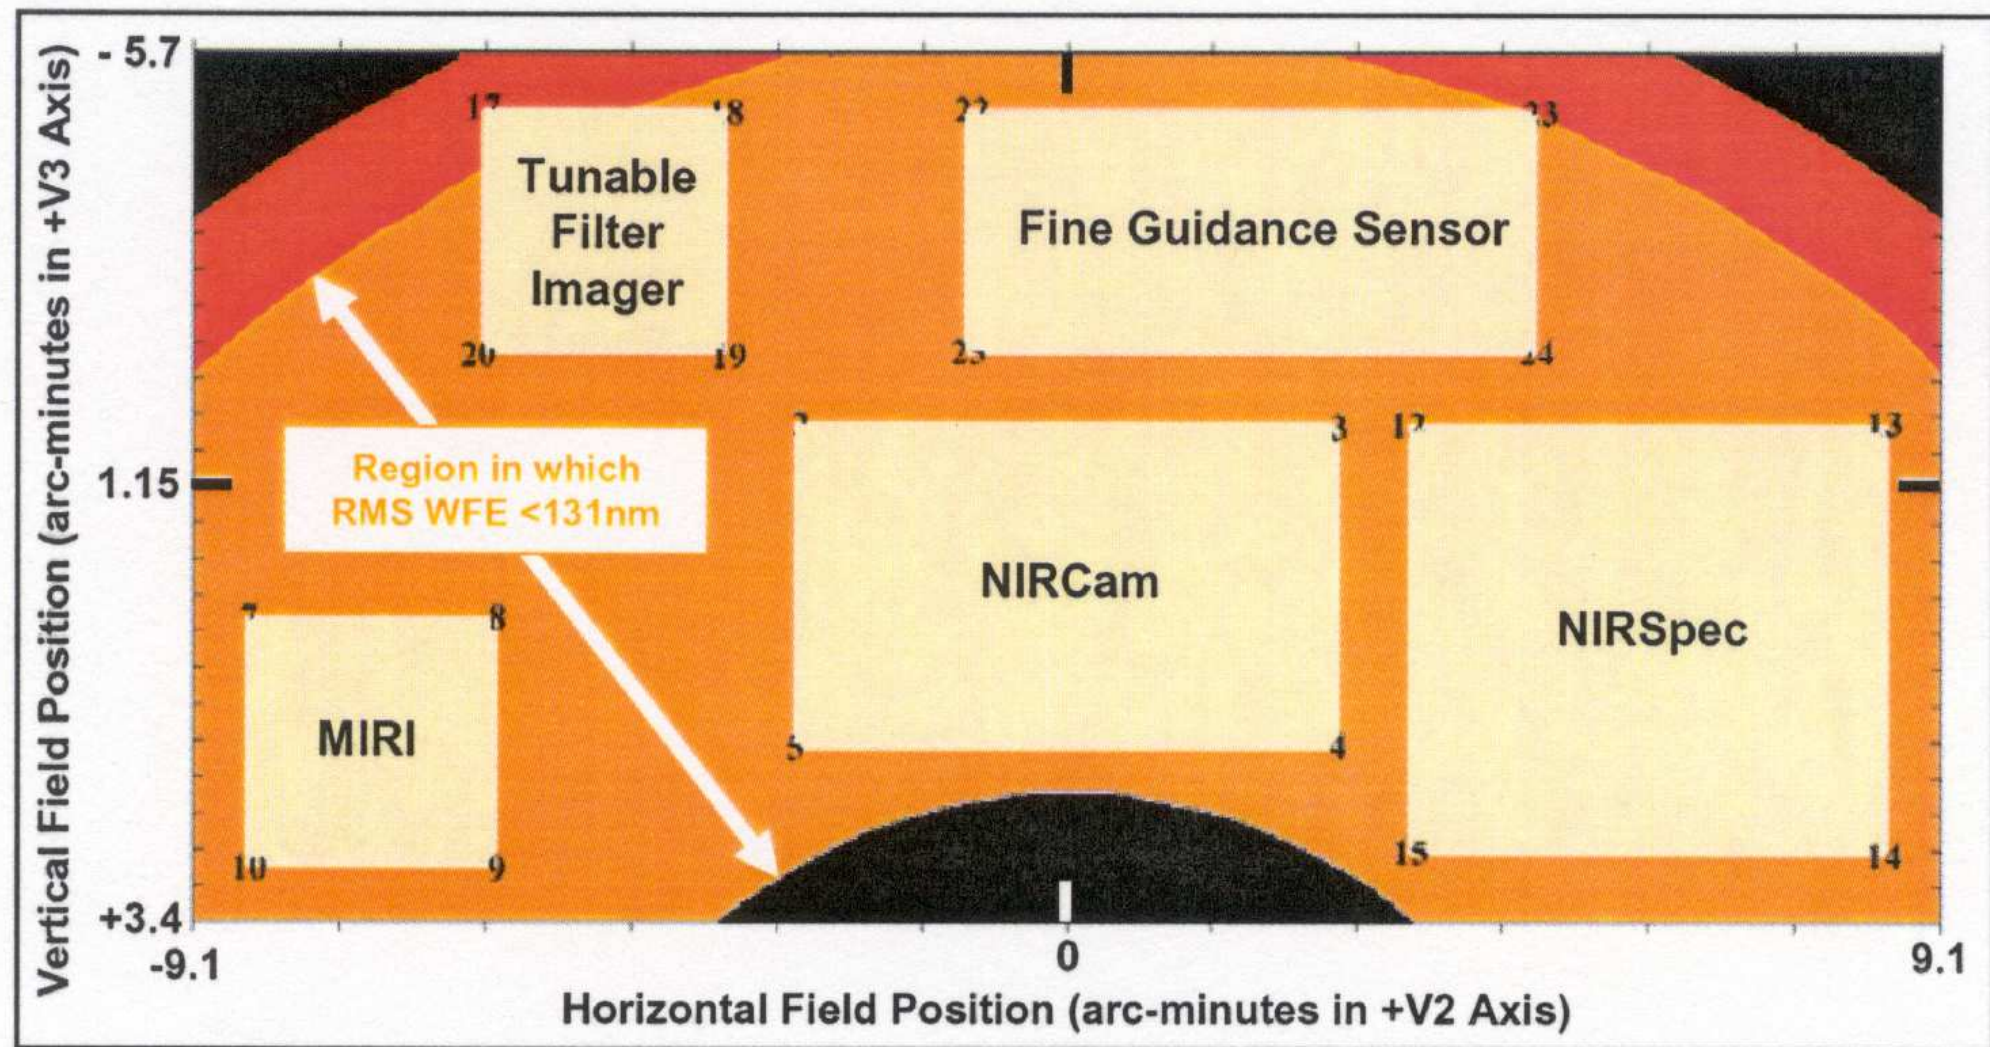 Vertical Field Position (arc-minutes in +V3 Axis)
- 5.7
1.15
+3.4
-9.1
0
9.1
Horizontal Field Position (arc-minutes in +V2 Axis)
17
18
20
19
Tunable
Filter
Imager
22
23
24
Fine Guidance Sensor
Region in which
RMS WFE <131nm
3
5
4
NIRCam
12
13
15
14
NIRSpec
7
8
10
9
MIRI